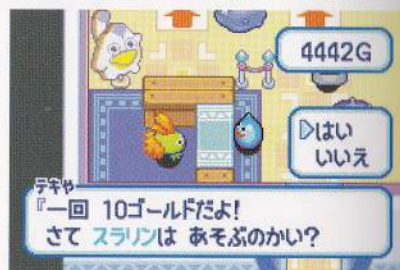 4442G
▷はい
いいえ
テキや
『一回 10ゴールドだよ!
さて スラリンは あそぶのかい?